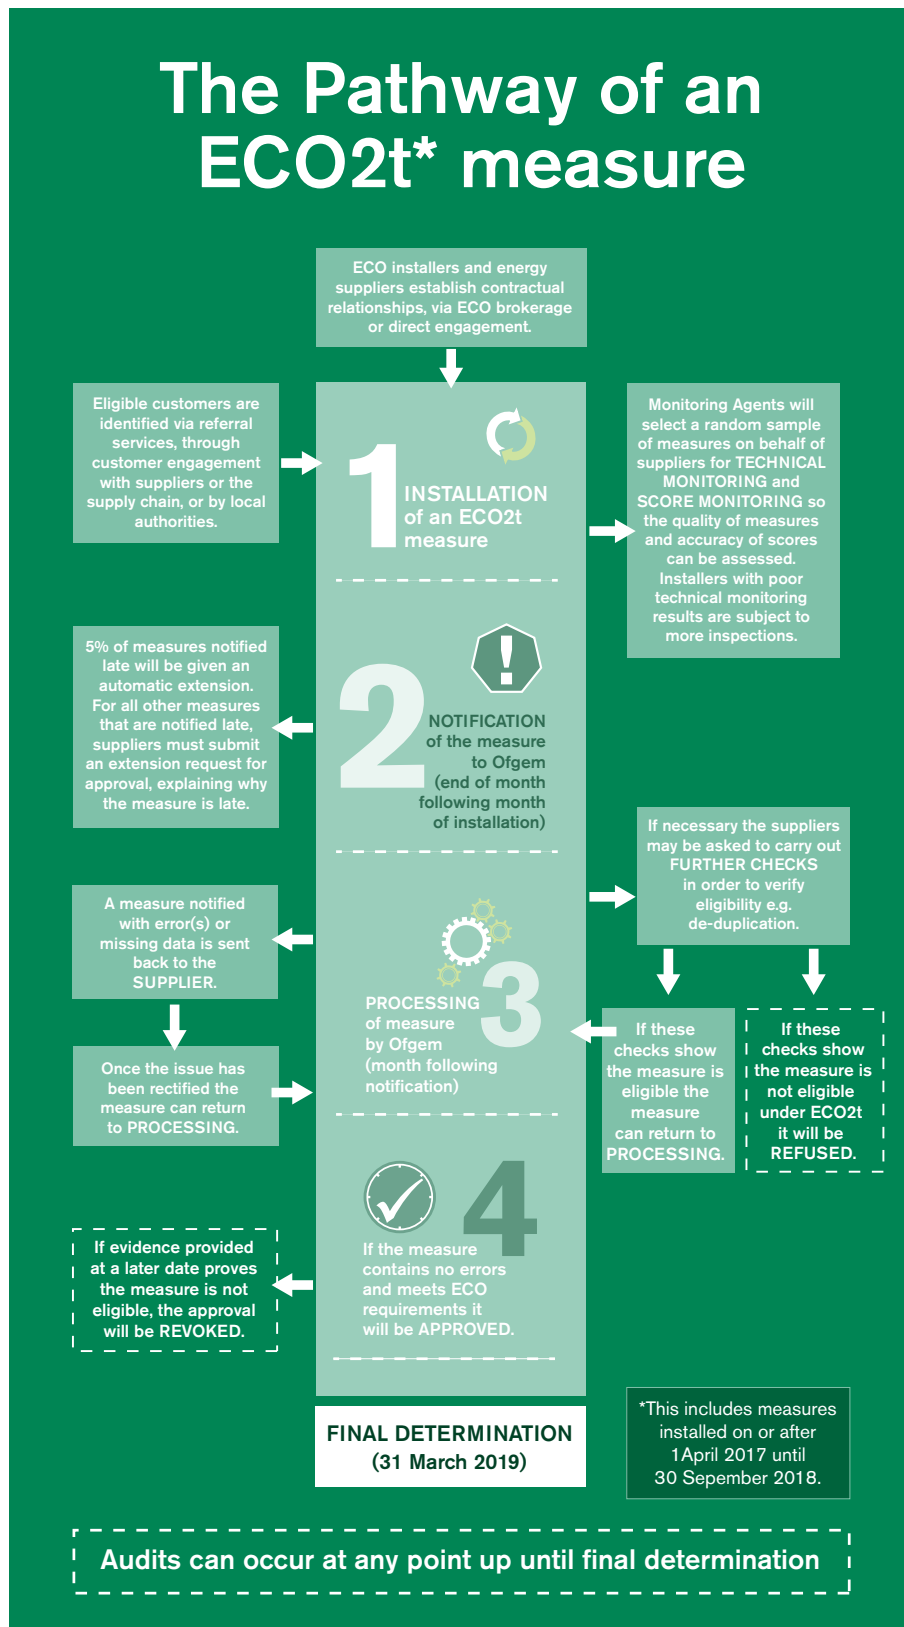 The Pathway of an
ECO2t* measure
ECO installers and energy
suppliers establish contractual
relationships, via ECO brokerage
or direct engagement.
Eligible customers are
identified via referral
services, through
customer engagement
with suppliers or the
supply chain, or by local
authorities.
1
INSTALLATION
of an ECO2t
measure
Monitoring Agents will
select a random sample
of measures on behalf of
suppliers for TECHNICAL
MONITORING and
SCORE MONITORING so
the quality of measures
and accuracy of scores
can be assessed.
Installers with poor
technical monitoring
results are subject to
more inspections.
5% of measures notified
late will be given an
automatic extension.
For all other measures
that are notified late,
suppliers must submit
an extension request for
approval, explaining why
the measure is late.
2
!
NOTIFICATION
of the measure
to Ofgem
(end of month
following month
of installation)
If necessary the suppliers
may be asked to carry out
FURTHER CHECKS
in order to verify
eligibility e.g.
de-duplication.
A measure notified
with error(s) or
missing data is sent
back to the
SUPPLIER.
3
PROCESSING
of measure
by Ofgem
(month following
notification)
If these
checks show
the measure is
eligible the
measure
can return to
PROCESSING.
If these
checks show
the measure is
not eligible
under ECO2t
it will be
REFUSED.
Once the issue has
been rectified the
measure can return
to PROCESSING.
4
If the measure
contains no errors
and meets ECO
requirements it
will be APPROVED.
If evidence provided
at a later date proves
the measure is not
eligible, the approval
will be REVOKED.
FINAL DETERMINATION
(31 March 2019)
*This includes measures
installed on or after
1April 2017 until
30 Sepember 2018.
Audits can occur at any point up until final determination